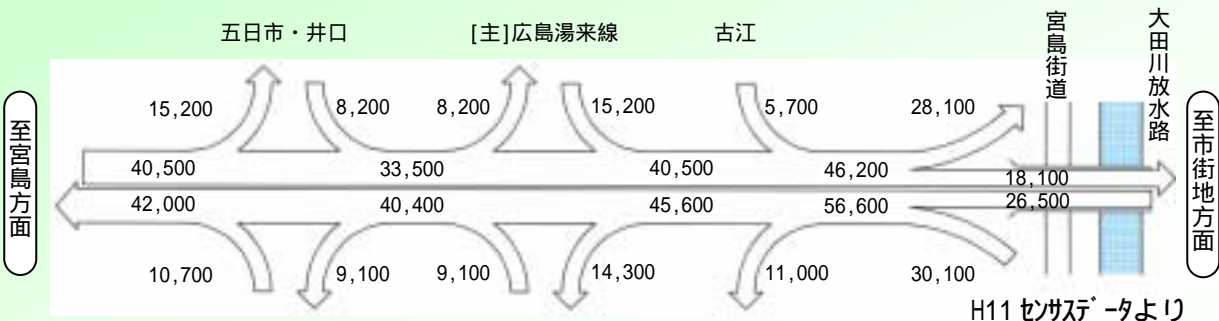 五日市・井口
[主]広島湯来線
古江
宮島街道
大田川放水路
至宮島方面
至市街地方面
15,200
8,200
8,200
15,200
5,700
28,100
40,500
33,500
40,500
46,200
18,100
42,000
40,400
45,600
56,600
26,500
10,700
9,100
9,100
14,300
11,000
30,100
H11 センサスデータより